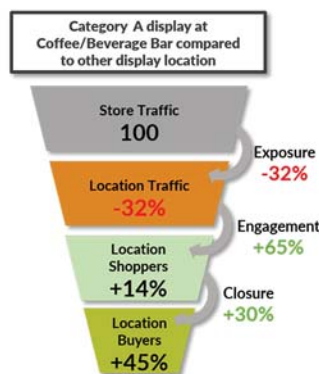 Category A display at
Coffee/Beverage Bar compared
to other display location
Store Traffic
100
Exposure
-32%
Location Traffic
-32%
Engagement
+65%
Location
Shoppers
+14%
Closure
+30%
Location
Buyers
+45%